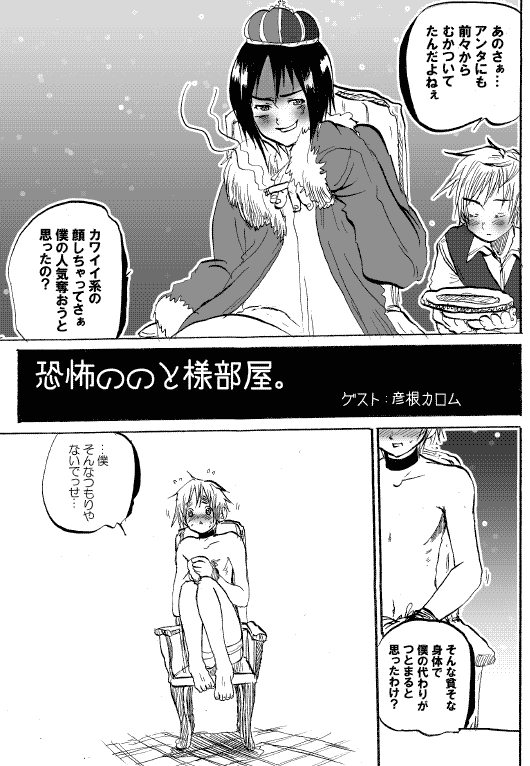 あのさぁ…
アンタにも
前々から
むかついて
たんだよねぇ
カワイイ系の
顔しちゃってさぁ
僕の人気奪おうと
思ったの?
恐怖ののと様部屋。
ゲスト:彦根カロム
そんな貧そな
身体で
僕の代わりが
つとまると
思ったわけ?
…僕
そんなつもりや
ないでっせ…